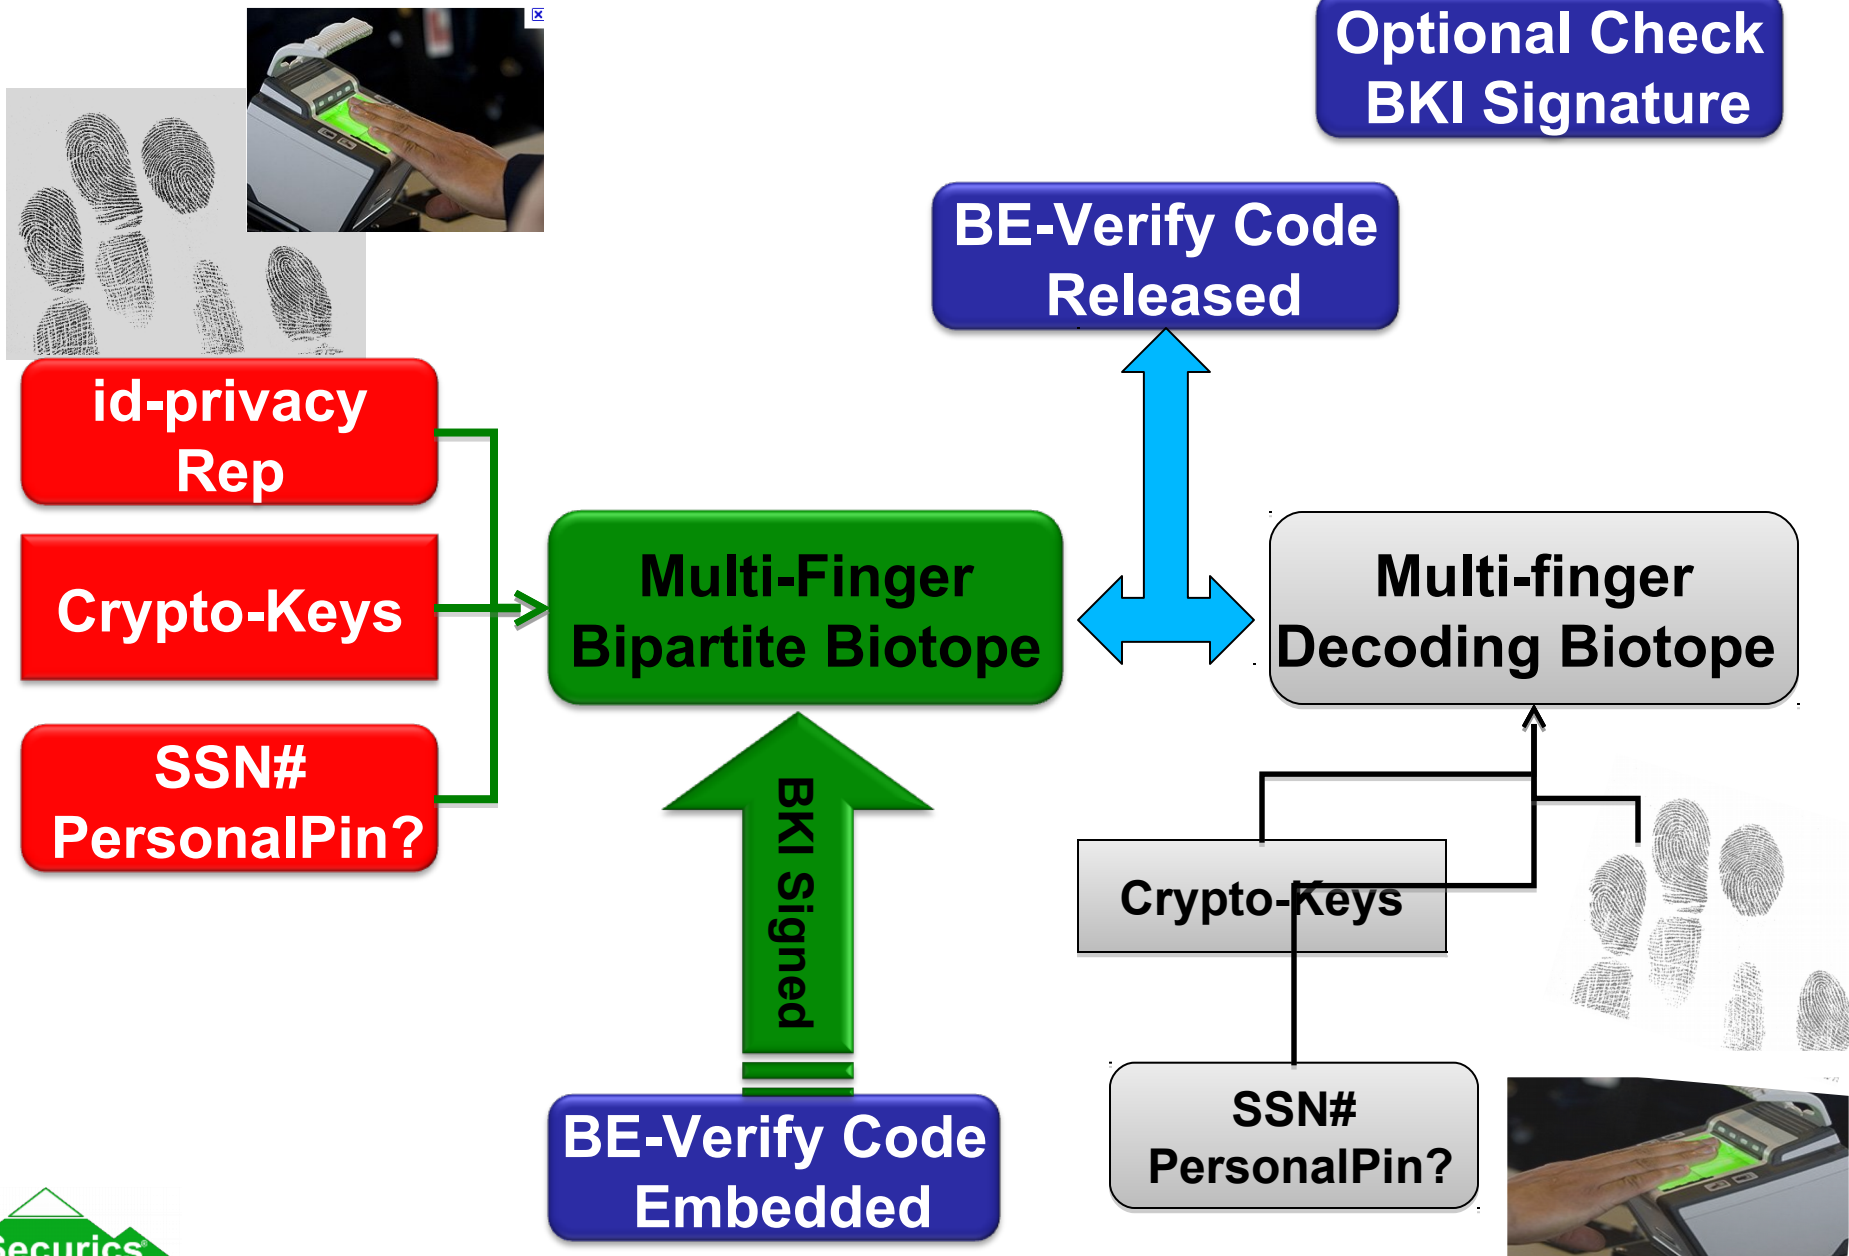 Optional Check
BKI Signature
BE-Verify Code
Released
id-privacy
Rep
Crypto-Keys
SSN#
PersonalPin?
Multi-Finger
Bipartite Biotope
Multi-finger
Decoding Biotope
BKI Signed
Crypto-Keys
SSN#
PersonalPin?
BE-Verify Code
Embedded
Securics®